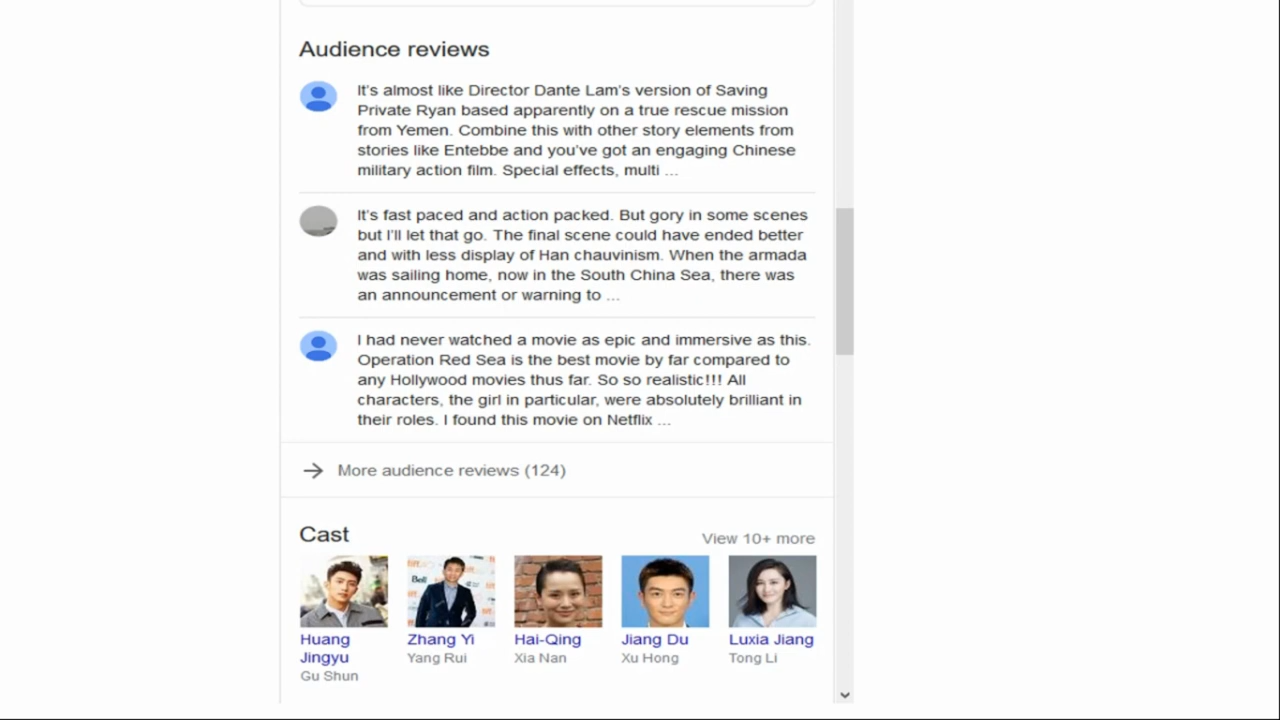 Audience reviews
It's almost like Director Dante Lam's version of Saving
Private Ryan based apparently on a true rescue mission
from Yemen. Combine this with other story elements from
stories like Entebbe and you've got an engaging Chinese
military action film. Special effects, multi ...
It's fast paced and action packed. But gory in some scenes
but I'll let that go. The final scene could have ended better
and with less display of Han chauvinism. When the armada
was sailing home, now in the South China Sea, there was
an announcement or warning to ...
I had never watched a movie as epic and immersive as this.
Operation Red Sea is the best movie by far compared to
any Hollywood movies thus far. So so realistic!!! All
characters, the girl in particular, were absolutely brilliant in
their roles. I found this movie on Netflix ...
More audience reviews (124)
Cast
View 10+ more
Bell
Huang Jingyu
Gu Shun
Zhang Yi
Yang Rui
Hai-Qing
Xia Nan
Jiang Du
Xu Hong
Luxia Jiang
Tong Li